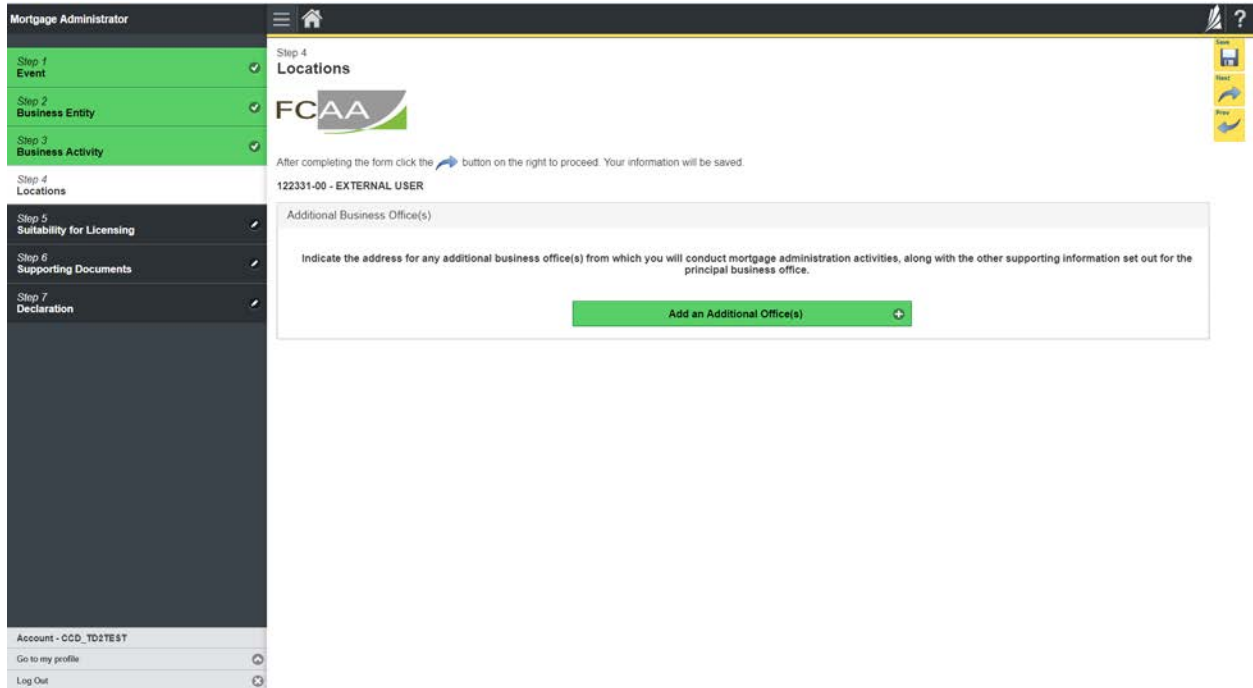 Mortgage Administrator
?
Step 1
Event
Step 2
Business Entity
Step 3
Business Activity
Step 4
Locations
Step 5
Suitability for Licensing
Step 6
Supporting Documents
Step 7
Declaration
Account - CCD_TD2TEST
Go to my profile
Log Out
Step 4
Locations
FCAA
After completing the form click the button on the right to proceed. Your information will be saved.
122331-00 - EXTERNAL USER
Additional Business Office(s)
Indicate the address for any additional business office(s) from which you will conduct mortgage administration activities, along with the other supporting information set out for the
principal business office.
Add an Additional Office(s)
Save
Next
Prev